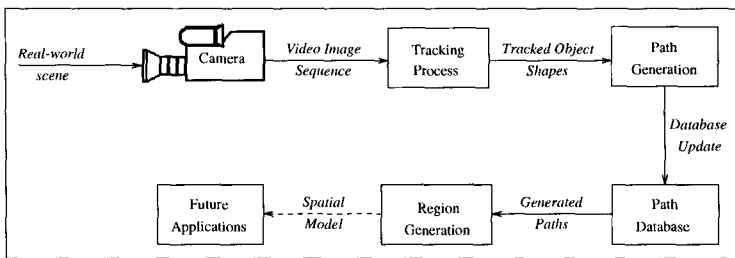 Real-world
scene
Camera
Video Image
Sequence
Tracking
Process
Tracked Object
Shapes
Path
Generation
Database
Update
Path
Database
Generated
Paths
Region
Generation
Spatial
Model
Future
Applications